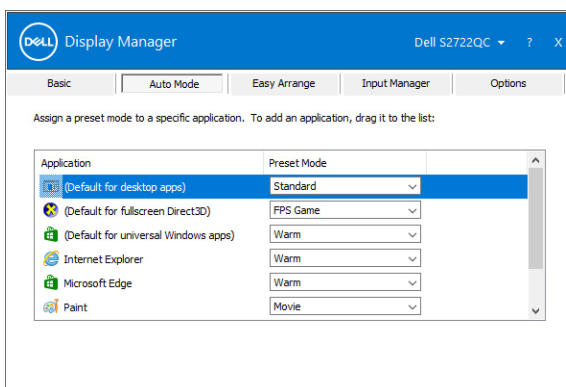 DELL Display Manager Dell S2722QC ? X
Basic Auto Mode Easy Arrange Input Manager Options
Assign a preset mode to a specific application. To add an application, drag it to the list:
Application Preset Mode
(Default for desktop apps) Standard
(Default for fullscreen Direct3D) FPS Game
(Default for universal Windows apps) Warm
Internet Explorer Warm
Microsoft Edge Warm
Paint Movie